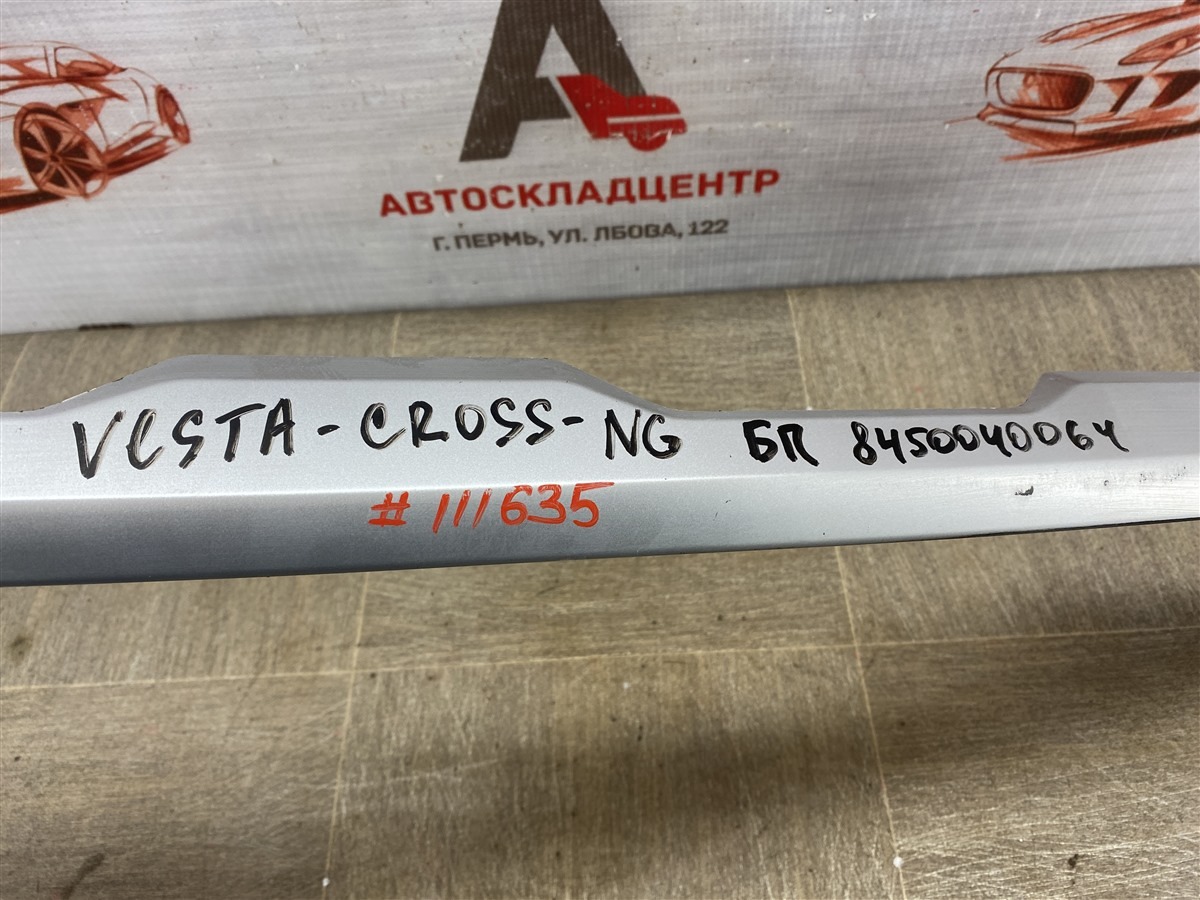 А
АВТОСКЛАДЦЕНТР
Г. ПЕРМЬ, УЛ. ЛБОВА, 122
VESTA - CROSS - NG БП 8450040064
# 111635